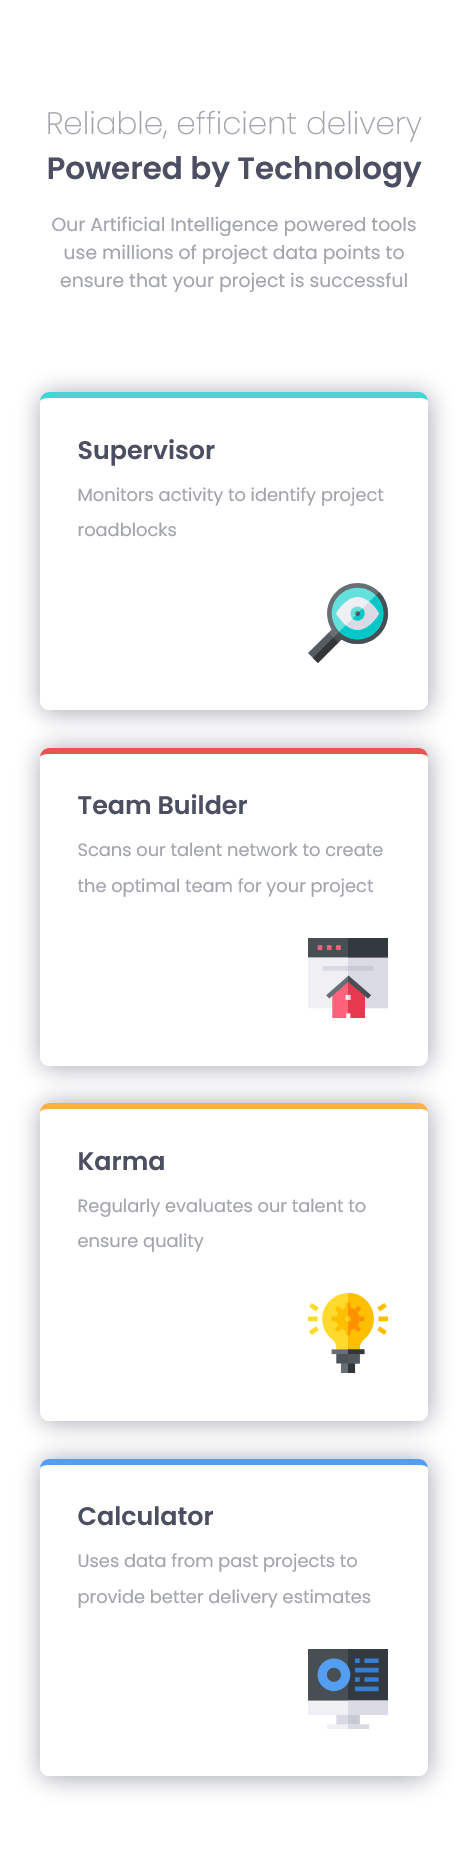 Reliable, efficient delivery
Powered by Technology
Our Artificial Intelligence powered tools
use millions of project data points to
ensure that your project is successful
Supervisor
Monitors activity to identify project
roadblocks
Team Builder
Scans our talent network to create
the optimal team for your project
Karma
Regularly evaluates our talent to
ensure quality
Calculator
Uses data from past projects to
provide better delivery estimates